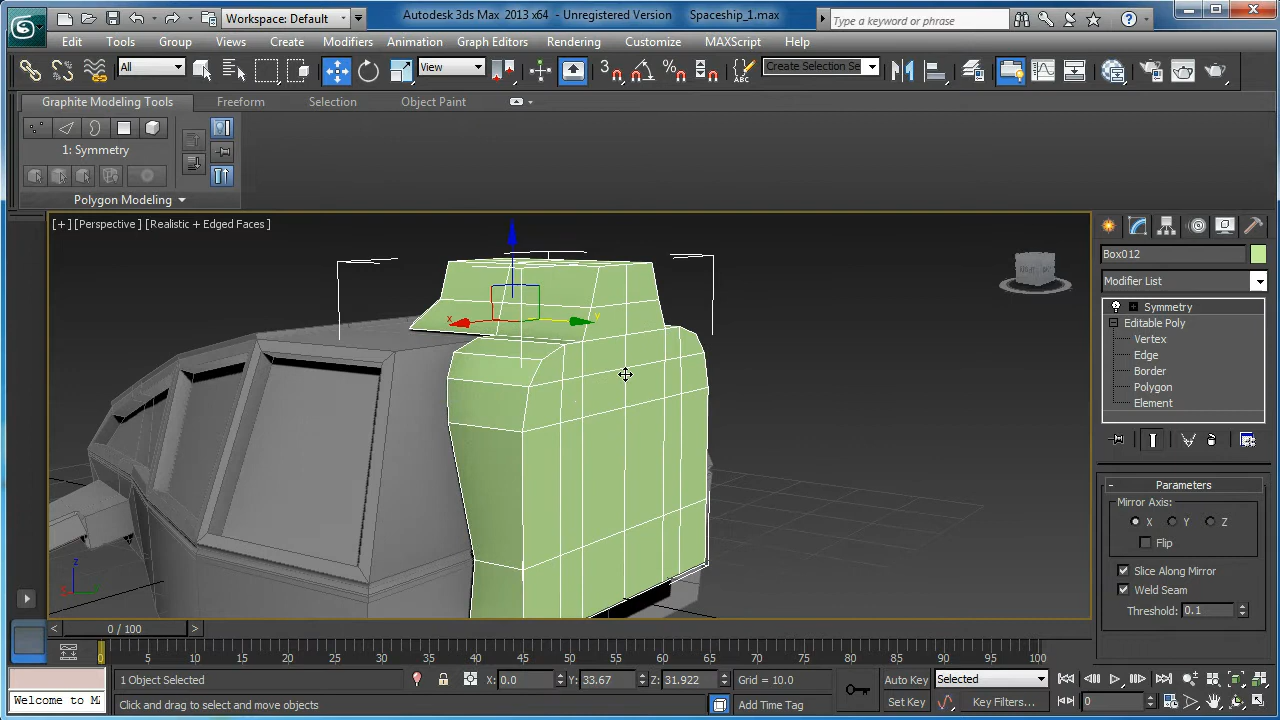 Workspace: Default
Autodesk 3ds Max  2013 x64   - Unregistered Version    Spaceship_1.max
Type a keyword or phrase
Edit Tools Group Views Create Modifiers Animation Graph Editors Rendering Customize MAXScript Help
All View Create Selection Se
Graphite Modeling Tools Freeform Selection Object Paint
1: Symmetry
Polygon Modeling
[+] [Perspective] [Realistic + Edged Faces]
x y
z
Box012
Modifier List
Symmetry
Editable Poly
Vertex
Edge
Border
Polygon
Element
- Parameters
Mirror Axis:
X Y Z
Flip
Slice Along Mirror
Weld Seam
Threshold: 0.1
< 0 / 100 >
0 5 10 15 20 25 30 35 40 45 50 55 60 65 70 75 80 85 90 95 100
1 Object Selected X: 0.0 Y: 33.67 Z: 31.922 Grid = 10.0 Auto Key Selected
Welcome to M Click and drag to select and move objects Add Time Tag Set Key Key Filters... 0